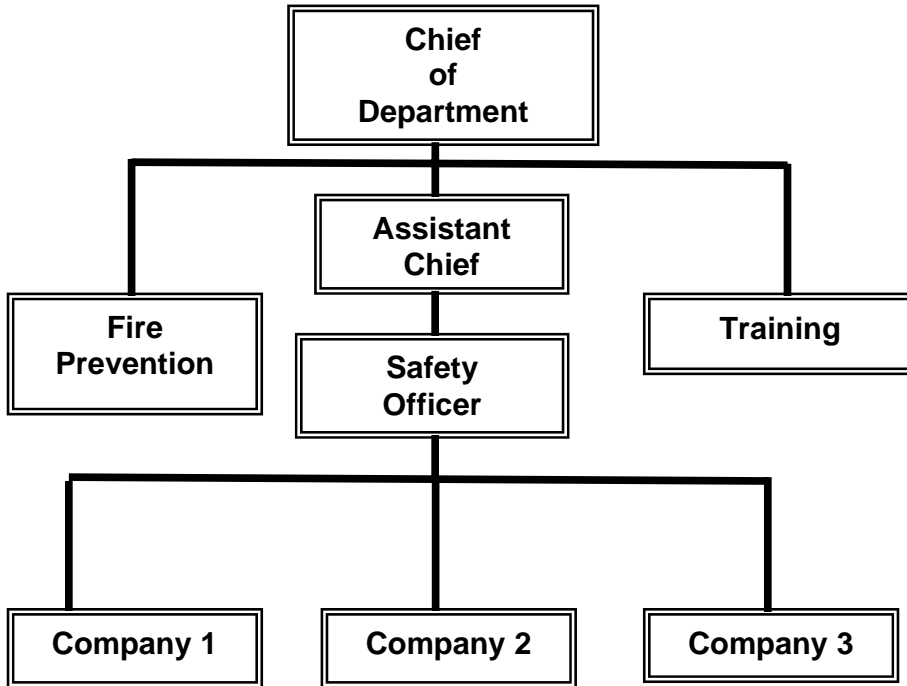 Chief
of
Department
Assistant
Chief
Fire
Prevention
Training
Safety
Officer
Company 1
Company 2
Company 3